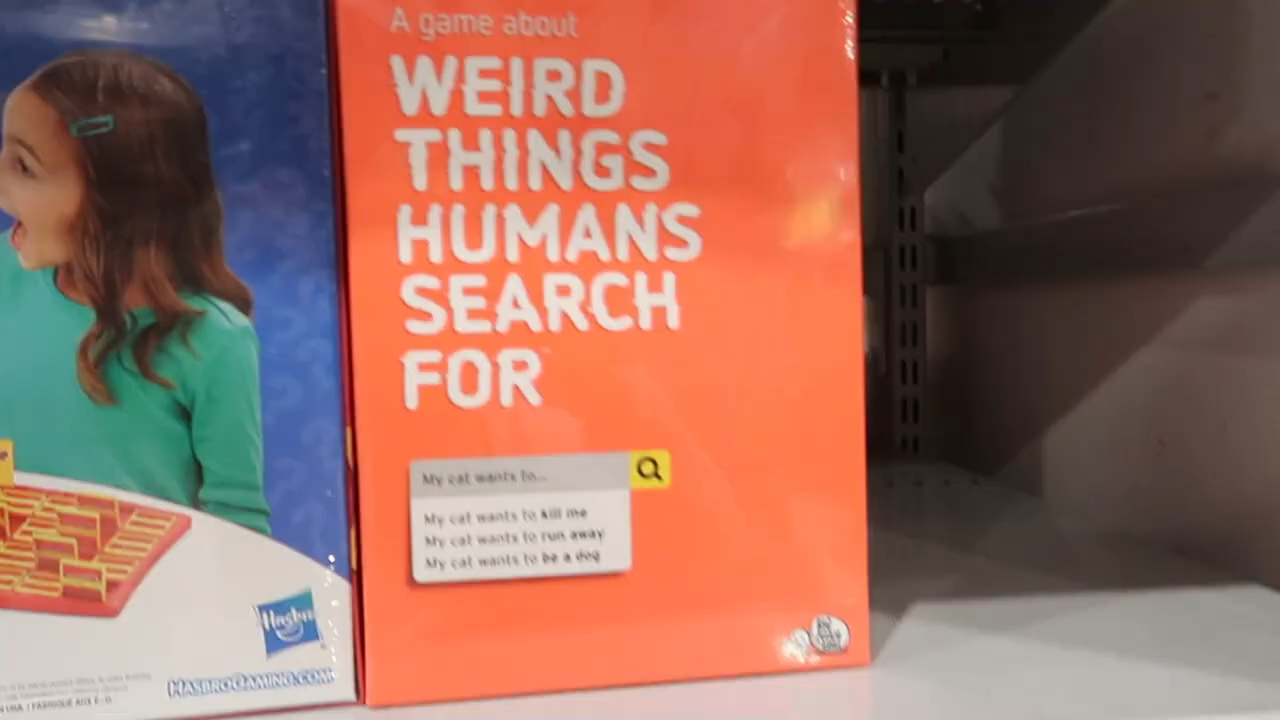 A game about
WEIRD
THINGS
HUMANS
SEARCH
FOR
My cat wants to...
My cat wants to kill me
My cat wants to run away
My cat wants to be a dog
Hasbro
HASBROGAMING.COM